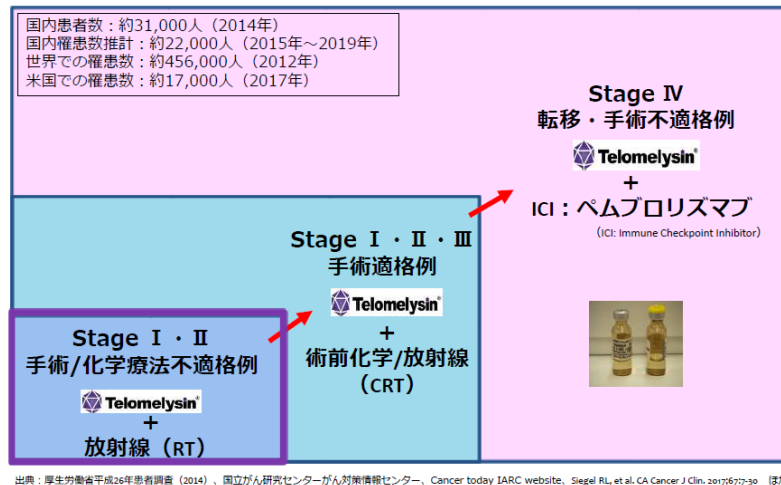 国内患者数：約31,000人（2014年）
国内罹患数推計：約22,000人（2015年～2019年）
世界での罹患数：約456,000人（2012年）
米国での罹患数：約17,000人（2017年）
Stage Ⅳ
転移・手術不適格例
Telomelysin®
+
ICI：ペムブロリズマブ
（ICI: Immune Checkpoint Inhibitor）
Stage Ⅰ・Ⅱ・Ⅲ
手術適格例
Telomelysin®
+
術前化学/放射線
（CRT）
Stage Ⅰ・Ⅱ
手術/化学療法不適格例
Telomelysin®
+
放射線（RT）
出典：厚生労働省平成26年患者調査（2014）、国立がん研究センターがん対策情報センター、Cancer today IARC website、Siegel RL, et al. CA Cancer J Clin. 2017;67:7-30